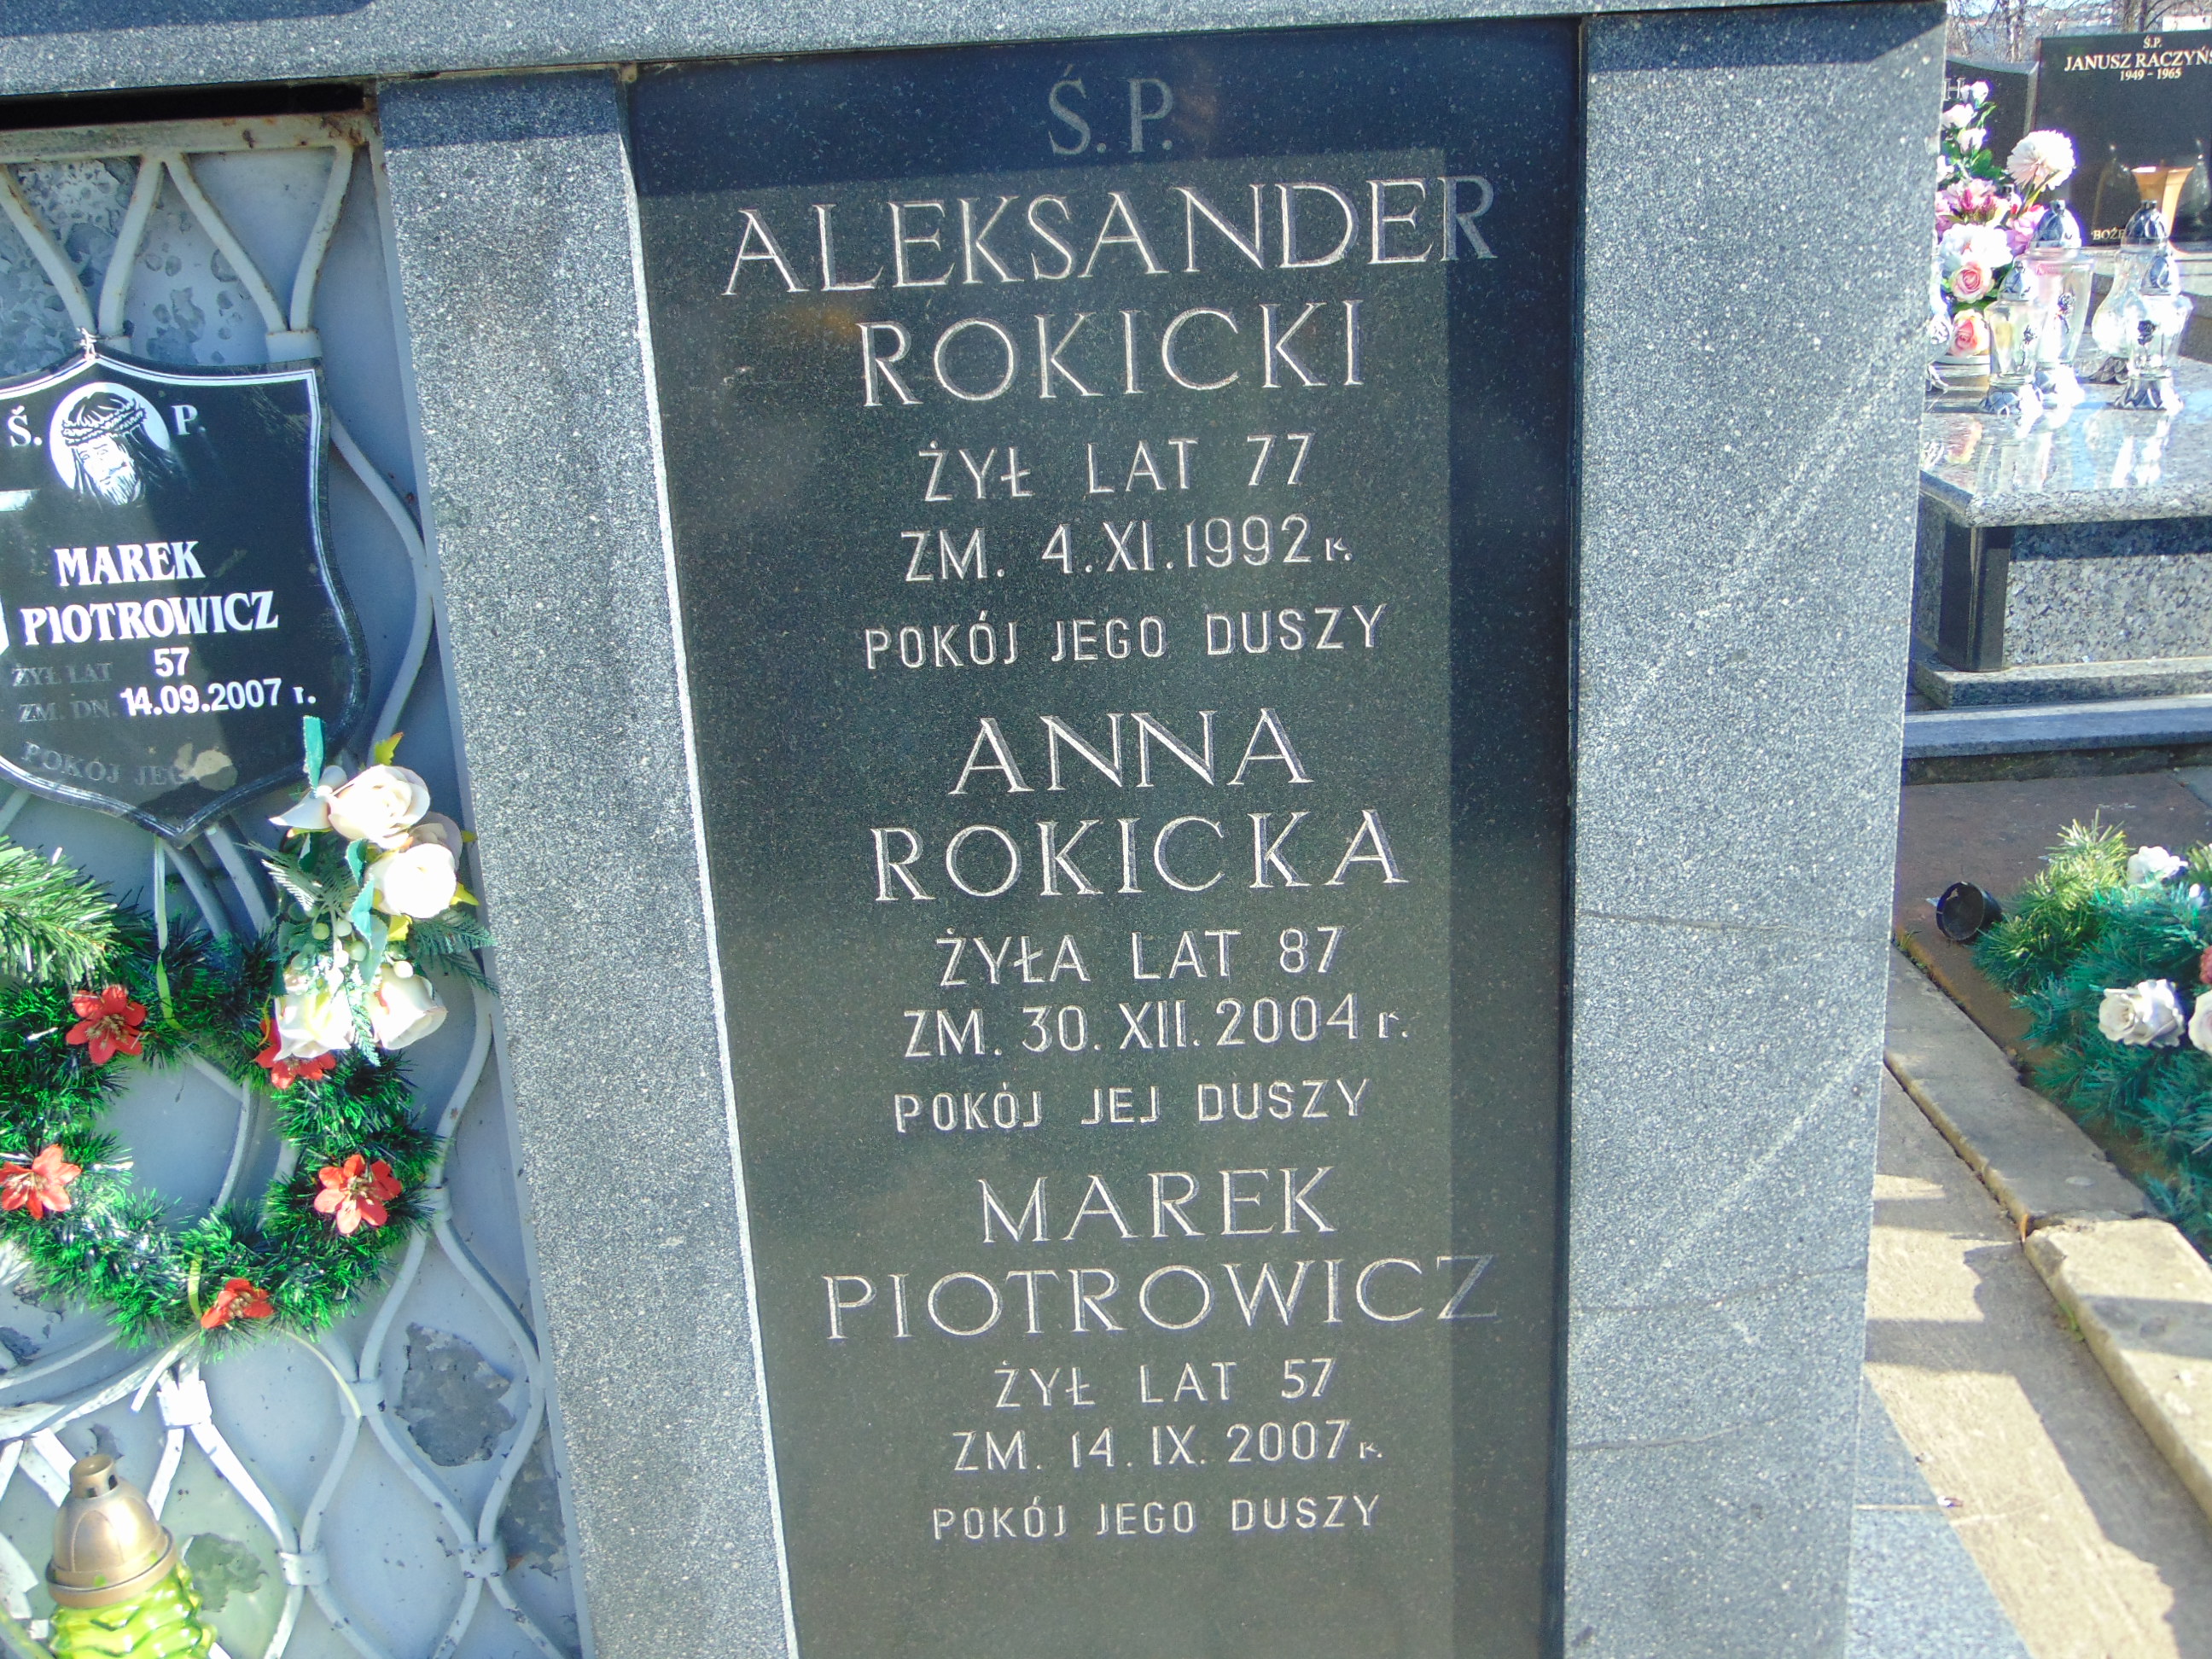 Ś.P.
ALEKSANDER
ROKICKI
ŻYŁ LAT 77
ZM. 4.XI.1992 r.
POKÓJ JEGO DUSZY
ANNA
ROKICKA
ŻYŁA LAT 87
ZM. 30.XII.2004 r.
POKÓJ JEJ DUSZY
MAREK
PIOTROWICZ
ŻYŁ LAT 57
ZM. 14.IX.2007 r.
POKÓJ JEGO DUSZY
Ś. P.
MAREK
PIOTROWICZ
ŻYŁ LAT 57
ZM. DN. 14.09.2007 r.
POKÓJ
Ś.P.
JANUSZ
1949 - 1965